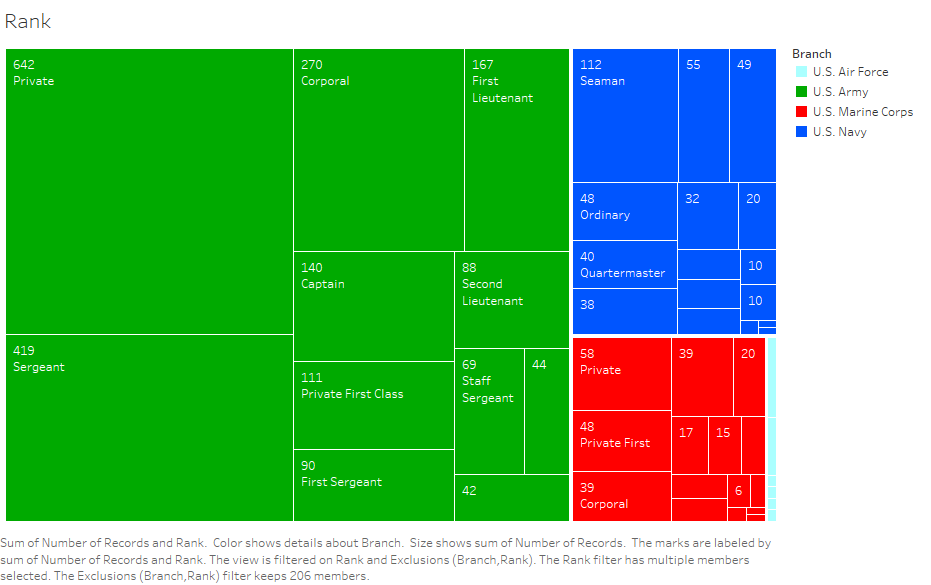 Rank
642
Private
270
Corporal
167
First
Lieutenant
419
Sergeant
140
Captain
88
Second
Lieutenant
111
Private First Class
69
Staff
Sergeant
44
90
First Sergeant
42
112
Seaman
55
49
48
Ordinary
32
20
40
Quartermaster
10
38
10
58
Private
39
20
48
Private First
17
15
39
Corporal
6
Branch
U.S. Air Force
U.S. Army
U.S. Marine Corps
U.S. Navy
Sum of Number of Records and Rank.  Color shows details about Branch.  Size shows sum of Number of Records.  The marks are labeled by
sum of Number of Records and Rank. The view is filtered on Rank and Exclusions (Branch,Rank). The Rank filter has multiple members
selected. The Exclusions (Branch,Rank) filter keeps 206 members.